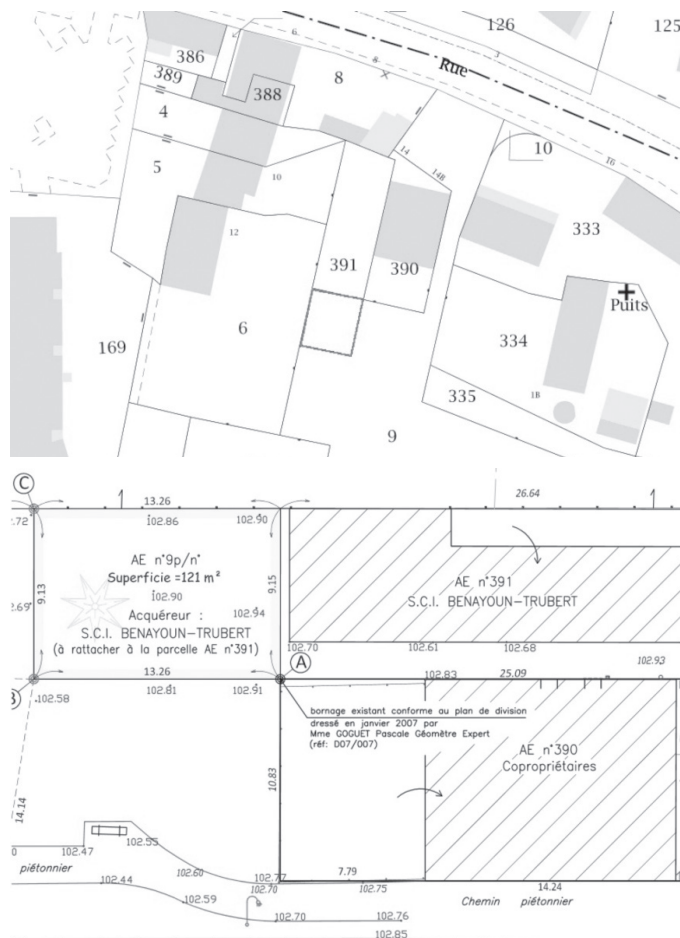 126
125
6
Rue
386
8
8
389
388
4
10
16
14
14B
5
10
333
12
391
390
Puits
6
334
169
335
1B
9
C
13.26
26.64
.72
102.86
102.90
AE n°9p/n°
Superficie =121 m²
AE n°391
9.13
102.90
9.15
S.C.I. BENAYOUN-TRUBERT
2.69
Acquéreur :
102.94
S.C.I. BENAYOUN-TRUBERT
(à rattacher à la parcelle AE n°391)
102.70
102.61
102.68
13.26
A
102.83
25.09
102.93
102.58
102.81
102.91
bornage existant conforme au plan de division
dressé en janvier 2007 par
Mme GOGUET Pascale Géomètre Expert
(réf: D07/007)
AE n°390
Copropriétaires
10.83
14.14
102.55
0
102.47
piétonnier
102.60
102.77
7.79
102.44
102.70
102.75
14.24
102.59
Chemin piétonnier
102.70
102.76
102.85